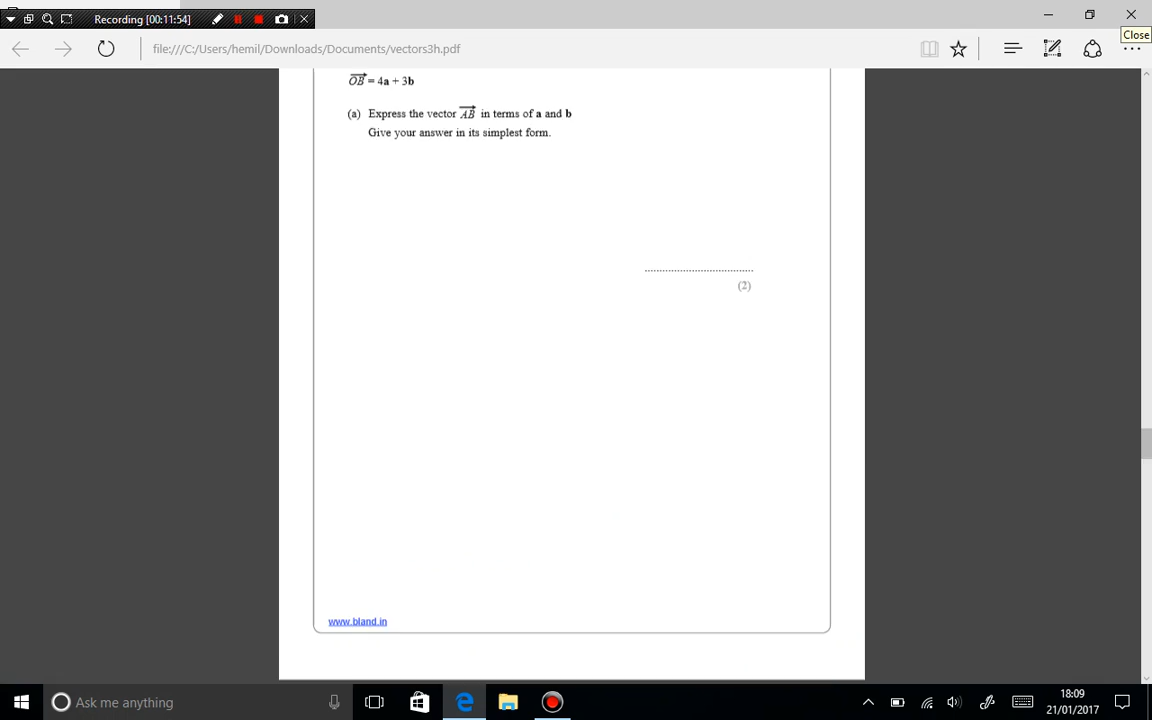 Recording [00:11:54]
Close
file:///C:/Users/hemil/Downloads/Documents/vectors3h.pdf
OB = 4a + 3b
(a) Express the vector AB in terms of a and b
Give your answer in its simplest form.
(2)
www.bland.in
Ask me anything
18:09
21/01/2017